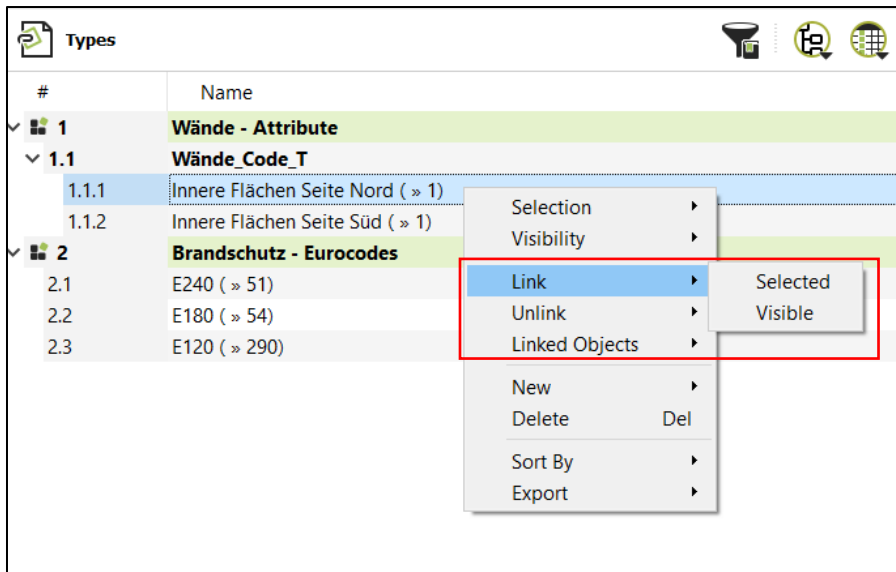 Types
# Name
1 Wände - Attribute
1.1 Wände_Code_T
1.1.1 Innere Flächen Seite Nord ( » 1)
1.1.2 Innere Flächen Seite Süd ( » 1)
2 Brandschutz - Eurocodes
2.1 E240 ( » 51)
2.2 E180 ( » 54)
2.3 E120 ( » 290)
Selection
Visibility
Link
Unlink
Linked Objects
New
Delete Del
Sort By
Export
Selected
Visible